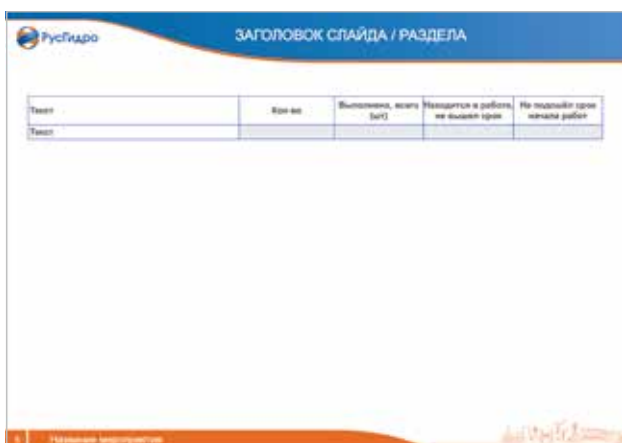 РусГидро
ЗАГОЛОВОК СЛАЙДА / РАЗДЕЛА
Текст
Кол-во
Выполнено, всего
(шт)
Находится в работе,
не вышел срок
Не подошёл срок
начала работ
Текст
Название мероприятия